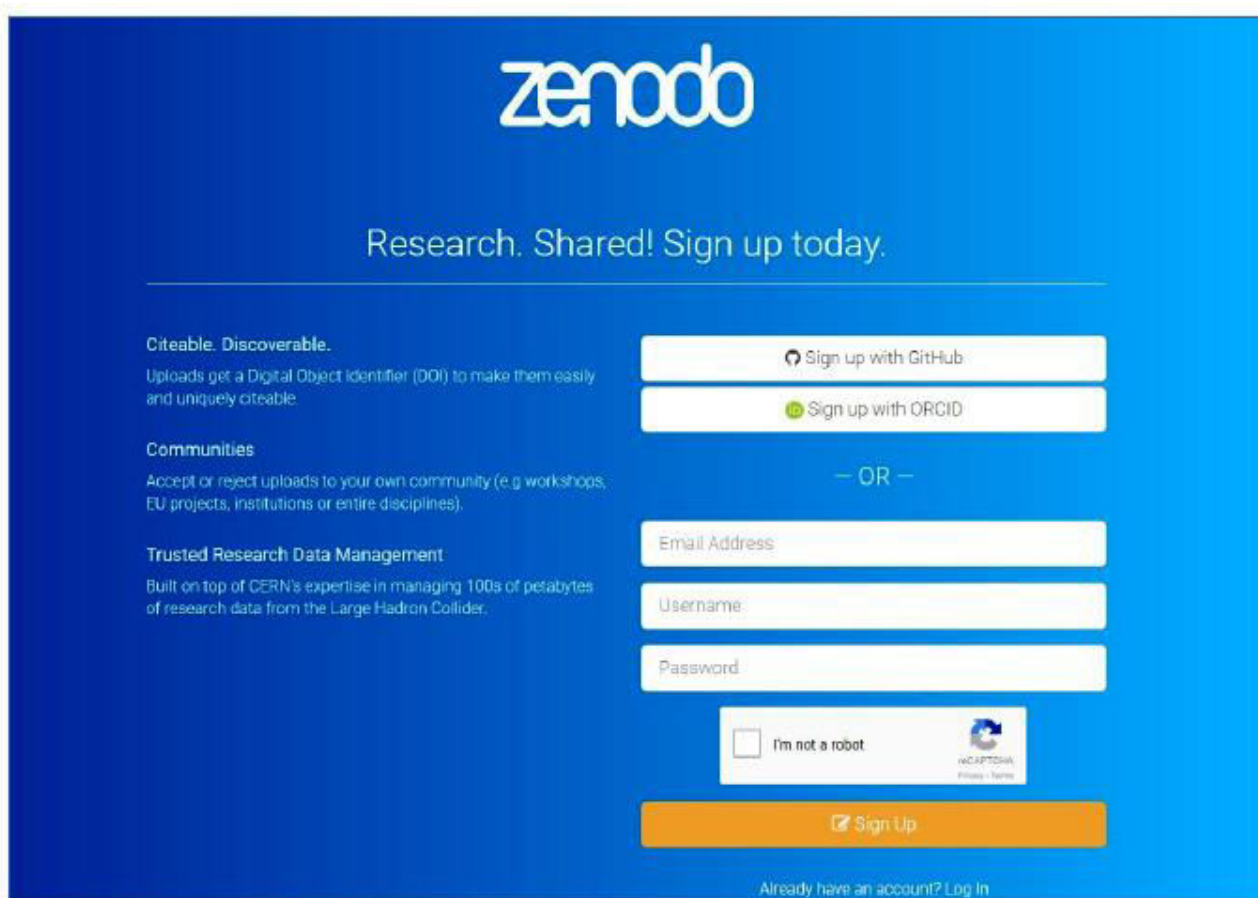 zenodo
Research. Shared! Sign up today.
Citeable. Discoverable.
Uploads get a Digital Object Identifier (DOI) to make them easily
and uniquely citeable.
Communities
Accept or reject uploads to your own community (e.g workshops,
EU projects, institutions or entire disciplines).
Trusted Research Data Management
Built on top of CERN's expertise in managing 100s of petabytes
of research data from the Large Hadron Collider.
Sign up with GitHub
iD Sign up with ORCID
— OR —
Email Address
Username
Password
I'm not a robot
reCAPTCHA
Privacy - Terms
Sign Up
Already have an account? Log In